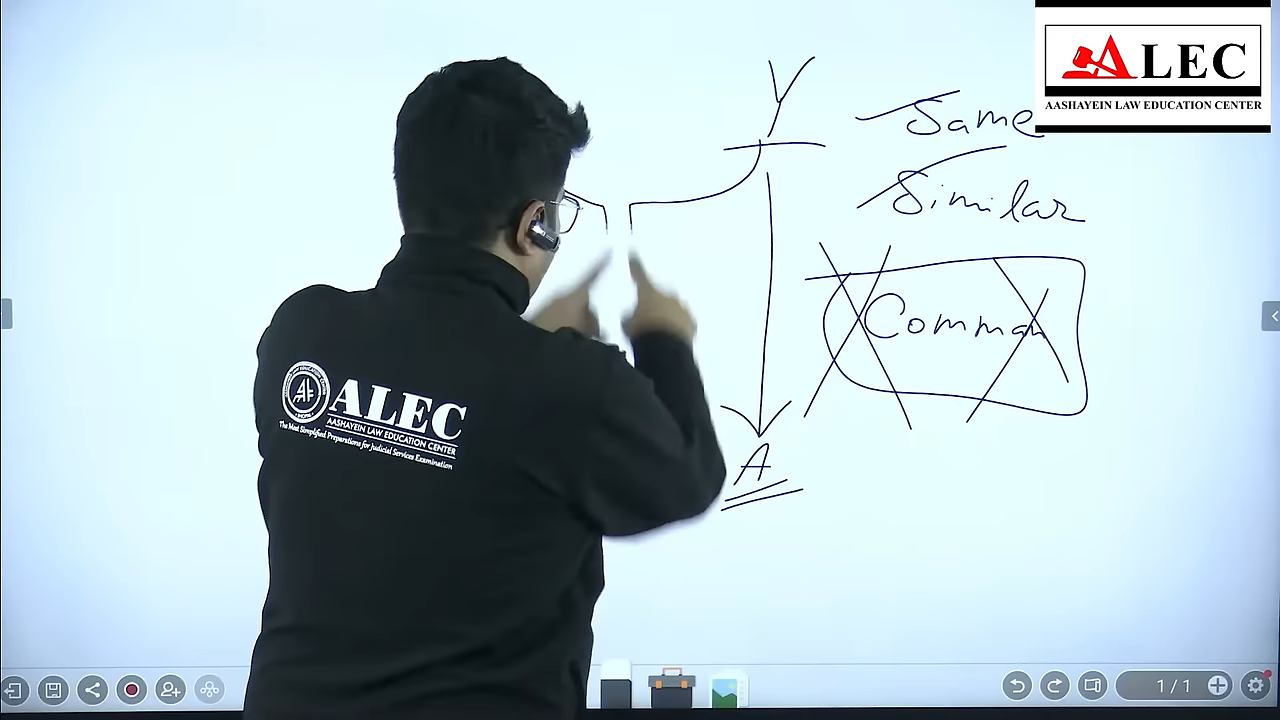 ALEC
AASHAYEIN LAW EDUCATION CENTER
Y
Same
Similar
Common
A
ALEC
AASHAYEIN LAW EDUCATION CENTER
The Most Simplified Preparations for Judicial Services Examination
1 / 1